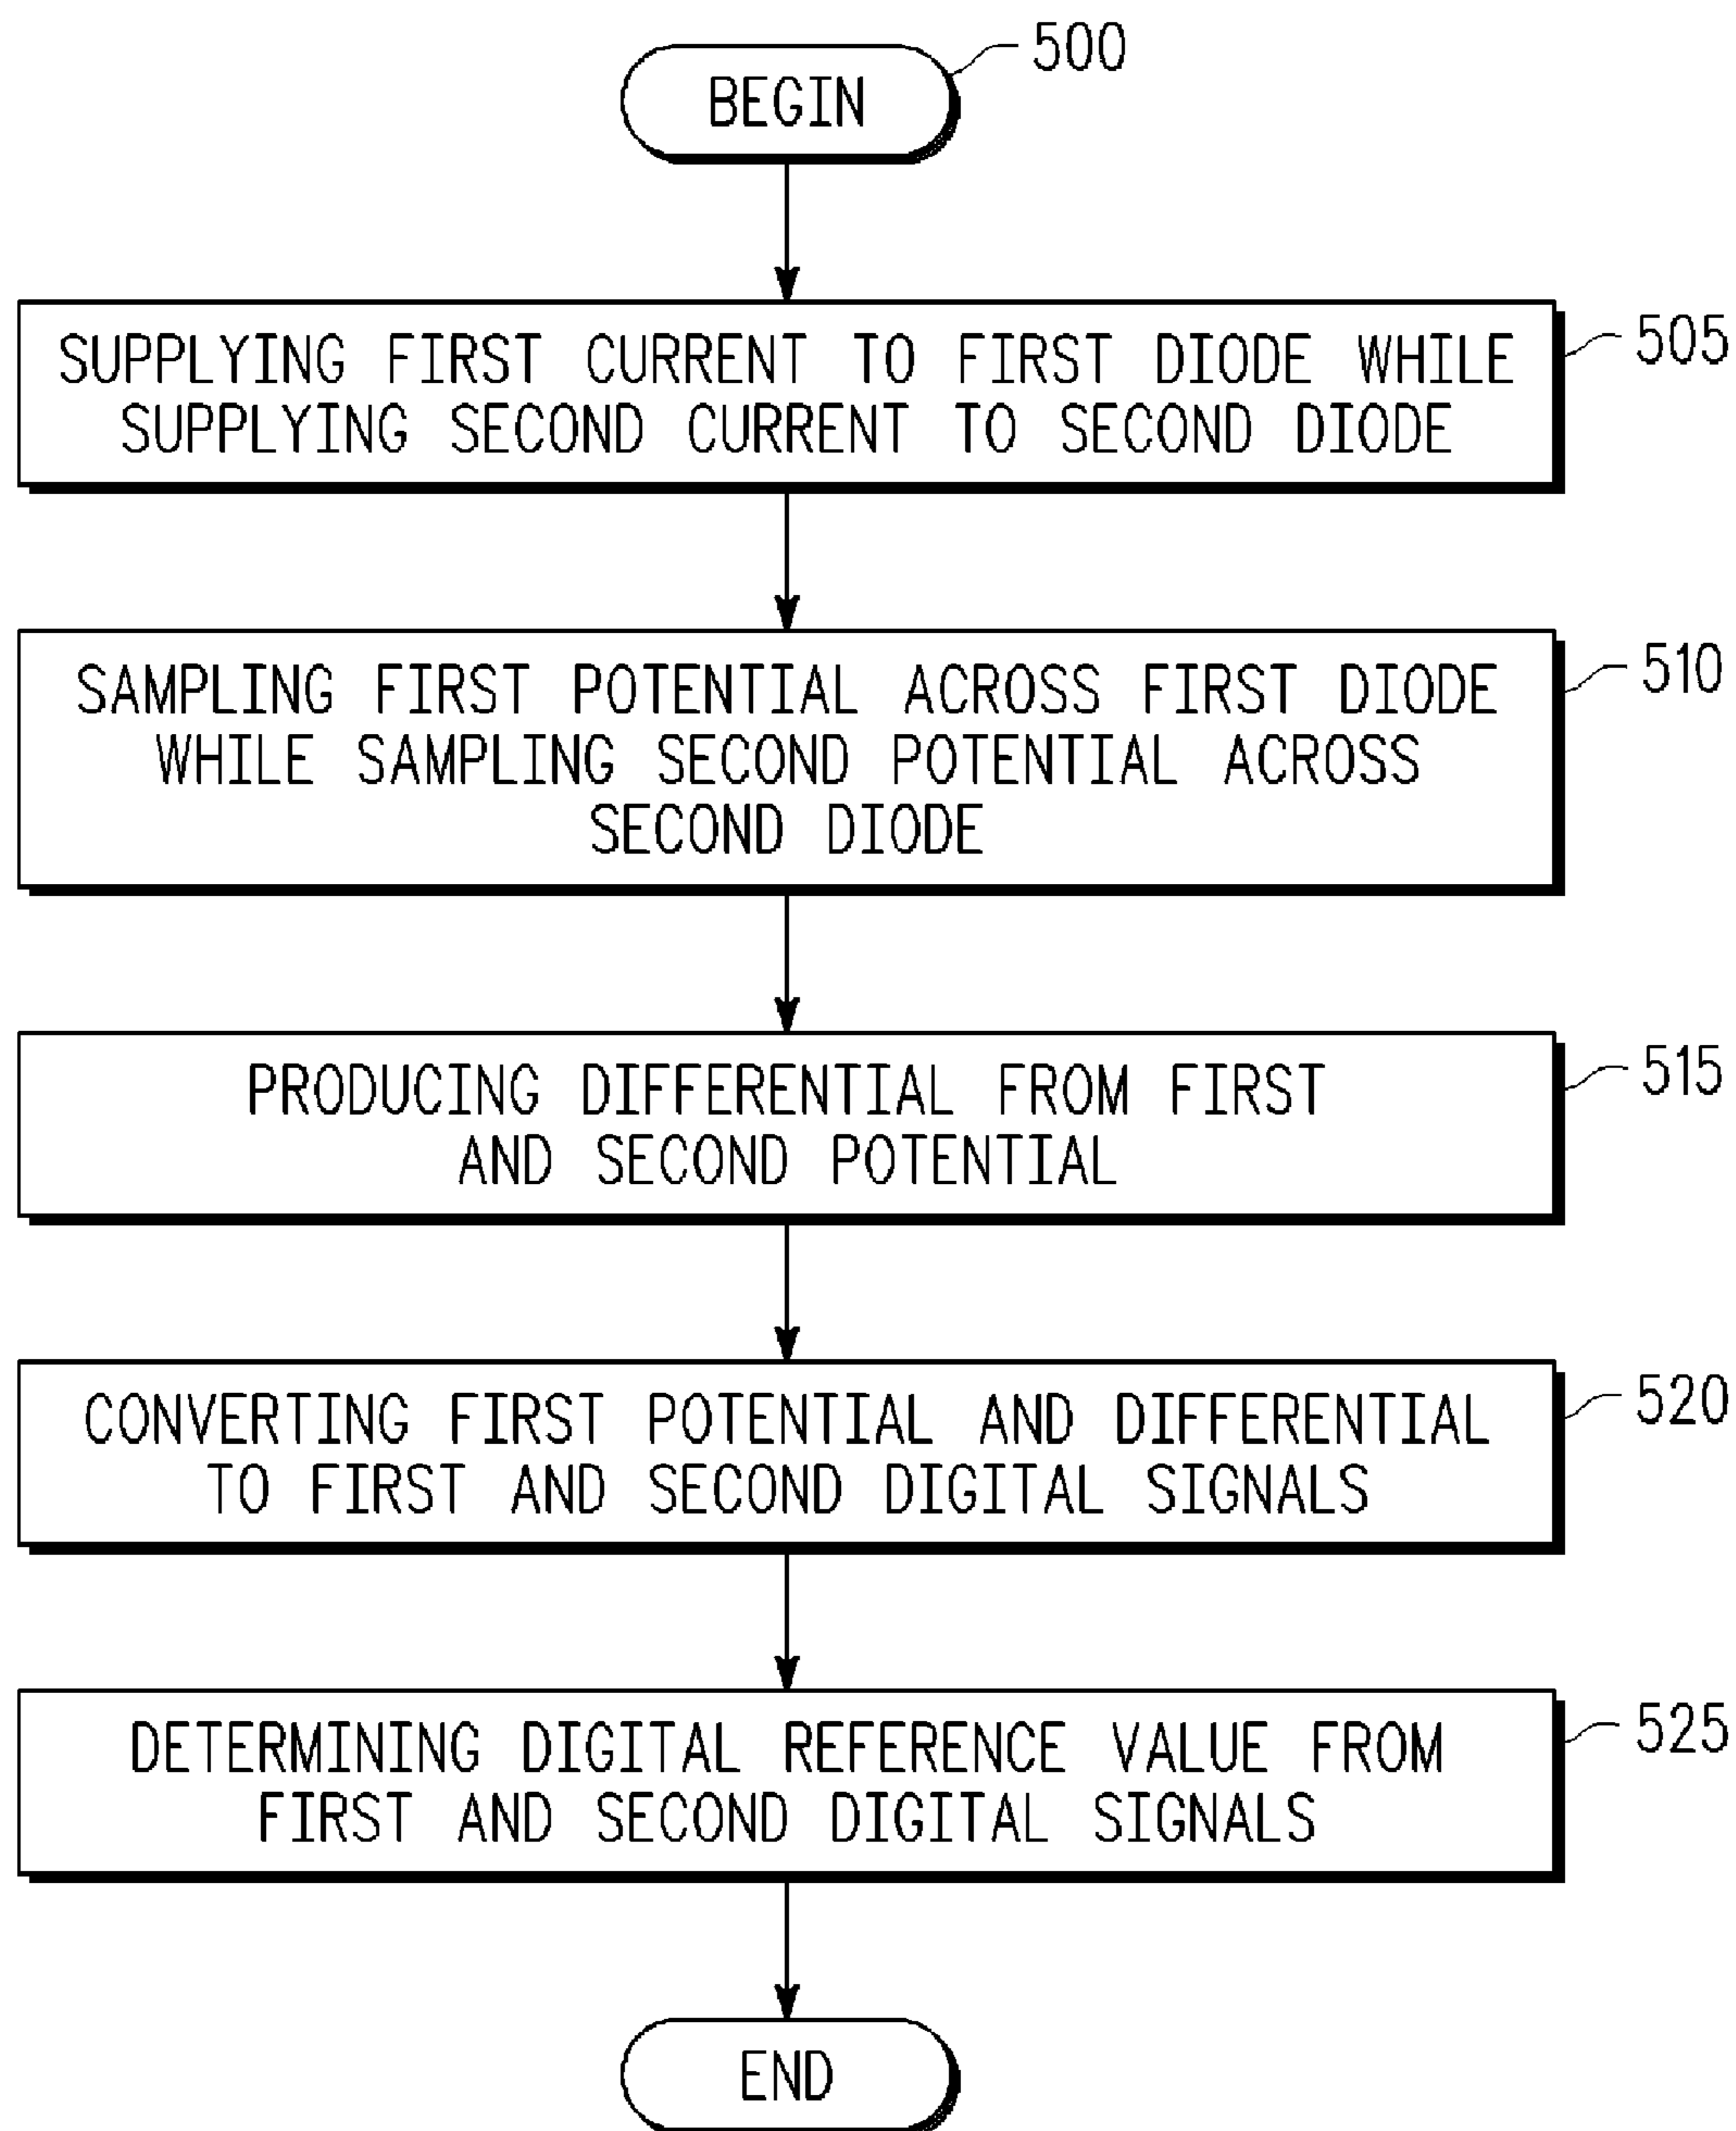 BEGIN
500
SUPPLYING FIRST CURRENT TO FIRST DIODE WHILE
SUPPLYING SECOND CURRENT TO SECOND DIODE
505
SAMPLING FIRST POTENTIAL ACROSS FIRST DIODE
WHILE SAMPLING SECOND POTENTIAL ACROSS
SECOND DIODE
510
PRODUCING DIFFERENTIAL FROM FIRST
AND SECOND POTENTIAL
515
CONVERTING FIRST POTENTIAL AND DIFFERENTIAL
TO FIRST AND SECOND DIGITAL SIGNALS
520
DETERMINING DIGITAL REFERENCE VALUE FROM
FIRST AND SECOND DIGITAL SIGNALS
525
END